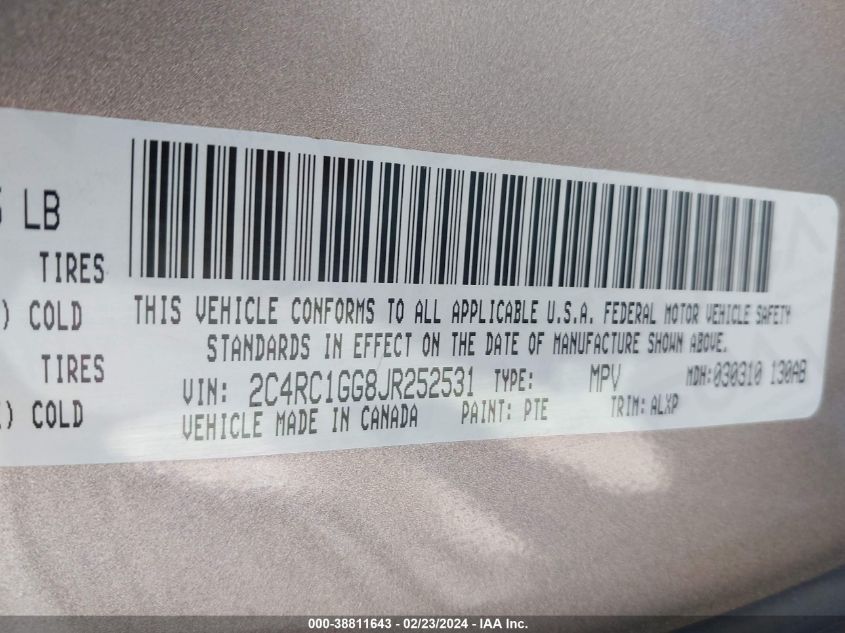 LB
TIRES
) COLD
TIRES
) COLD
THIS VEHICLE CONFORMS TO ALL APPLICABLE U.S.A. FEDERAL MOTOR VEHICLE SAFETY
STANDARDS IN EFFECT ON THE DATE OF MANUFACTURE SHOWN ABOVE.
VIN: 2C4RC1GG8JR252531 TYPE: MPV MDH:030310 130AB
VEHICLE MADE IN CANADA PAINT: PTE TRIM: ALXP
000-38811643 - 02/23/2024 - IAA Inc.